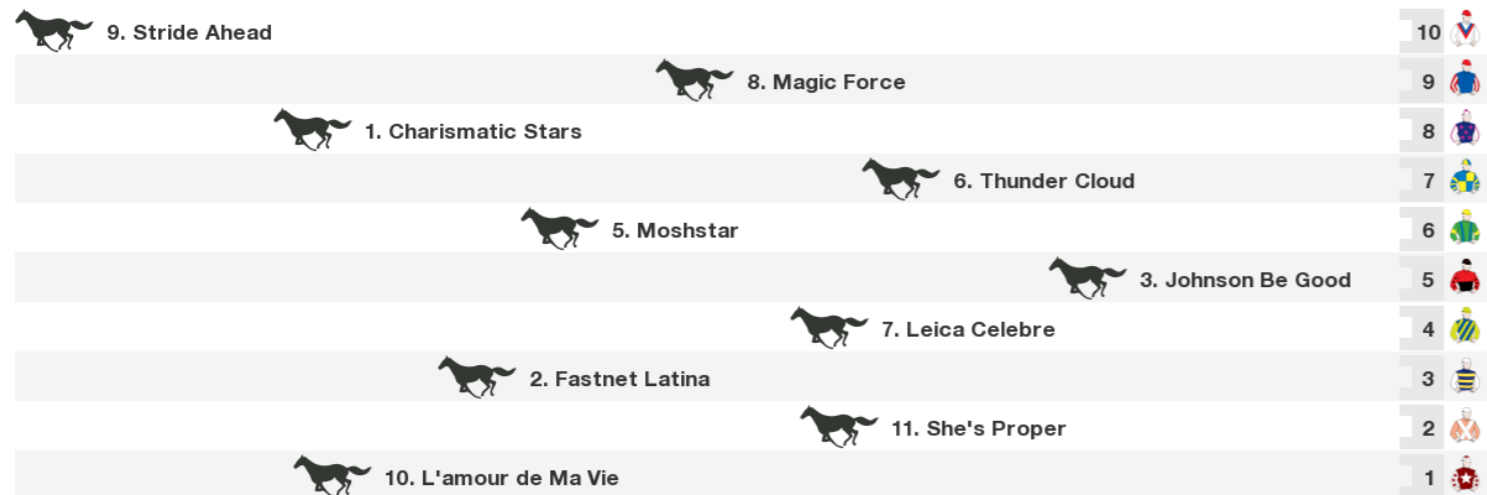 9. Stride Ahead 10
8. Magic Force 9
1. Charismatic Stars 8
6. Thunder Cloud 7
5. Moshstar 6
3. Johnson Be Good 5
7. Leica Celebre 4
2. Fastnet Latina 3
11. She's Proper 2
10. L'amour de Ma Vie 1